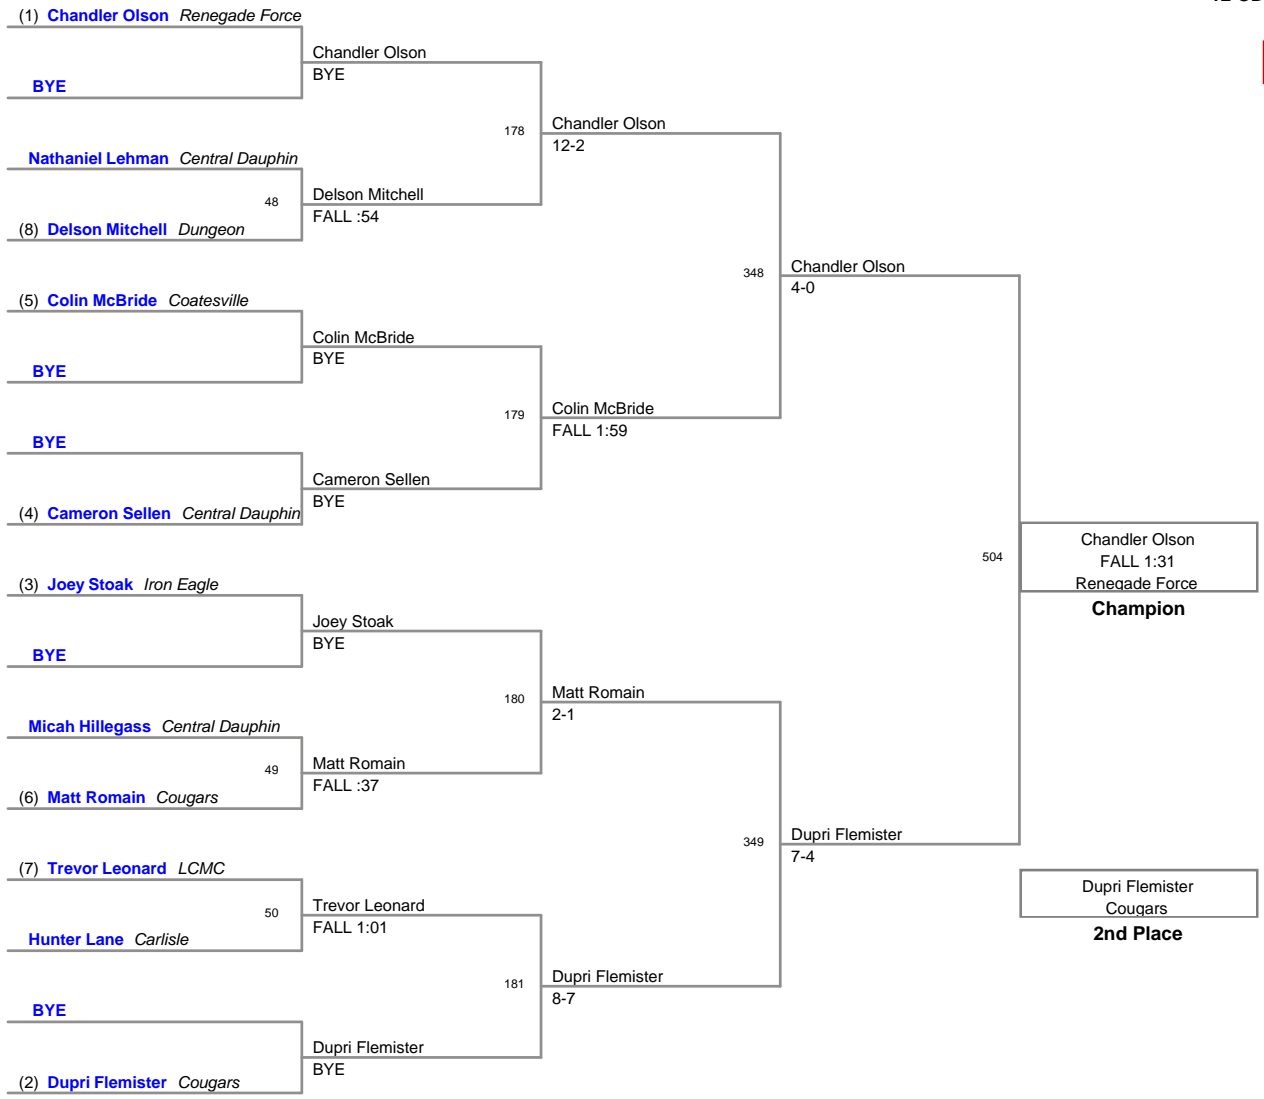 (1) Chandler Olson Renegade Force
Chandler Olson
BYE
BYE
178
Chandler Olson
12-2
Nathaniel Lehman Central Dauphin
48
Delson Mitchell
FALL :54
(8) Delson Mitchell Dungeon
348
Chandler Olson
4-0
(5) Colin McBride Coatesville
Colin McBride
BYE
BYE
179
Colin McBride
FALL 1:59
BYE
Cameron Sellen
BYE
(4) Cameron Sellen Central Dauphin
504
Chandler Olson
FALL 1:31
Renegade Force
Champion
(3) Joey Stoak Iron Eagle
Joey Stoak
BYE
BYE
180
Matt Romain
2-1
Micah Hillegass Central Dauphin
49
Matt Romain
FALL :37
(6) Matt Romain Cougars
349
Dupri Flemister
7-4
(7) Trevor Leonard LCMC
50
Trevor Leonard
FALL 1:01
Hunter Lane Carlisle
Dupri Flemister
Cougars
2nd Place
181
Dupri Flemister
8-7
BYE
Dupri Flemister
BYE
(2) Dupri Flemister Cougars